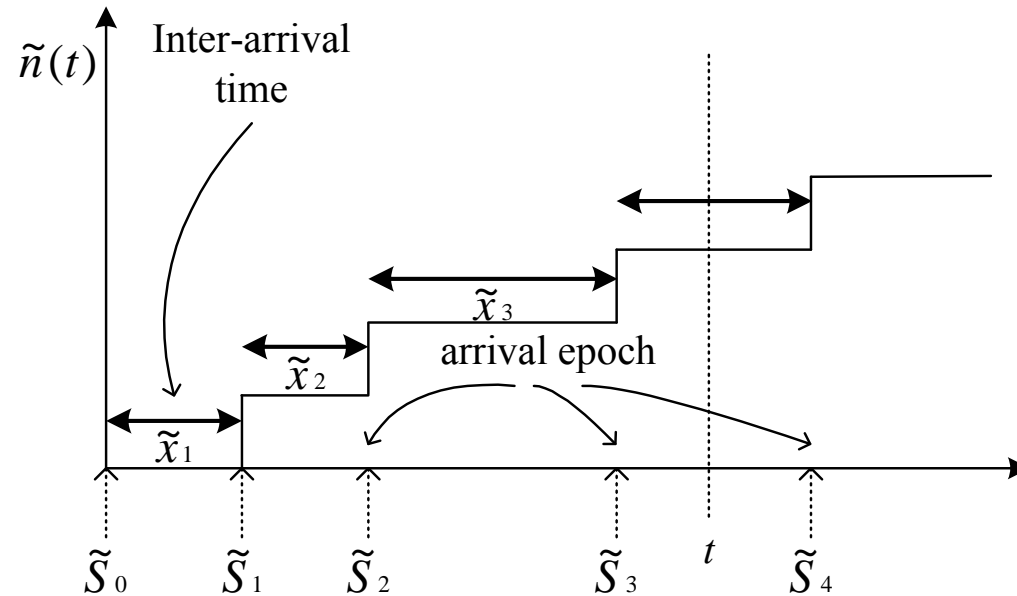 ñ(t)
Inter-arrival
time
x̃₁
x̃₂
x̃₃
arrival epoch
S̃₀
S̃₁
S̃₂
S̃₃
t
S̃₄